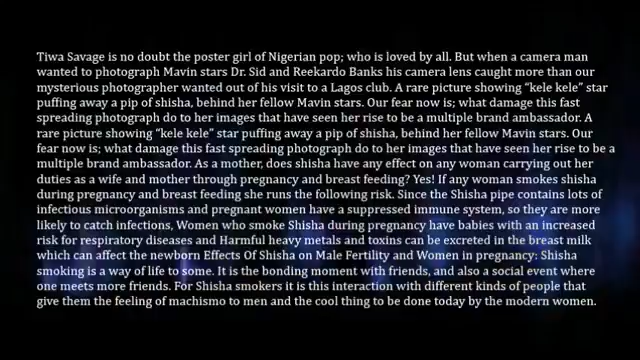 Tiwa Savage is no doubt the poster girl of Nigerian pop; who is loved by all. But when a camera man
wanted to photograph Mavin stars Dr. Sid and Reekardo Banks his camera lens caught more than our
mysterious photographer wanted out of his visit to a Lagos club. A rare picture showing “kele kele” star
puffing away a pip of shisha, behind her fellow Mavin stars. Our fear now is; what damage this fast
spreading photograph do to her images that have seen her rise to be a multiple brand ambassador. A
rare picture showing “kele kele” star puffing away a pip of shisha, behind her fellow Mavin stars. Our
fear now is; what damage this fast spreading photograph do to her images that have seen her rise to be a
multiple brand ambassador. As a mother, does shisha have any effect on any woman carrying out her
duties as a wife and mother through pregnancy and breast feeding? Yes! If any woman smokes shisha
during pregnancy and breast feeding she runs the following risk. Since the Shisha pipe contains lots of
infectious microorganisms and pregnant women have a suppressed immune system, so they are more
likely to catch infections, Women who smoke Shisha during pregnancy have babies with an increased
risk for respiratory diseases and Harmful heavy metals and toxins can be excreted in the breast milk
which can affect the newborn Effects Of Shisha on Male Fertility and Women in pregnancy: Shisha
smoking is a way of life to some. It is the bonding moment with friends, and also a social event where
one meets more friends. For Shisha smokers it is this interaction with different kinds of people that
give them the feeling of machismo to men and the cool thing to be done today by the modern women.